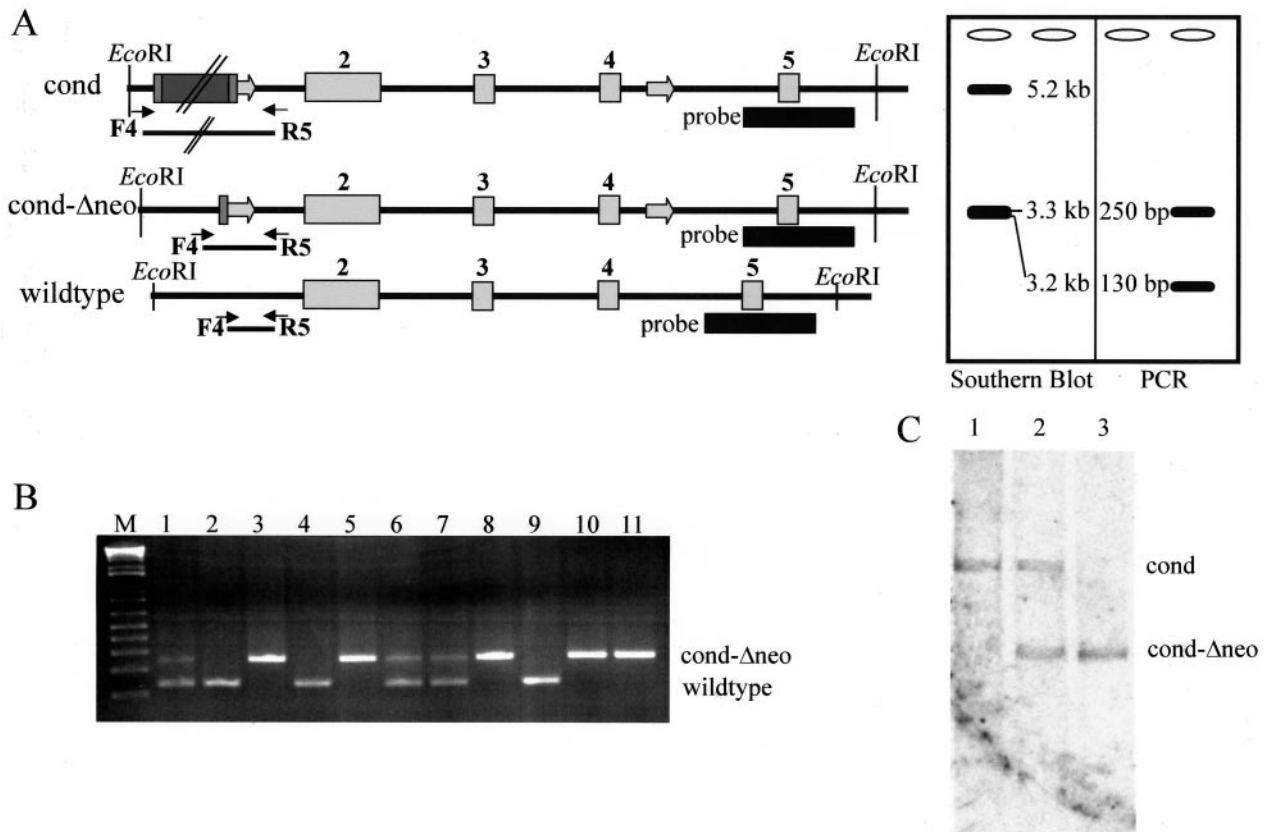 A
EcoRI 2 3 4 5 EcoRI
cond
probe
F4 R5
EcoRI 2 3 4 5 EcoRI
cond-Δneo
probe
F4 R5
EcoRI 2 3 4 5 EcoRI
wildtype
probe
F4 R5
5.2 kb
3.3 kb 250 bp
3.2 kb 130 bp
Southern Blot PCR
B
M 1 2 3 4 5 6 7 8 9 10 11
cond-Δneo
wildtype
C
1 2 3
cond
cond-Δneo